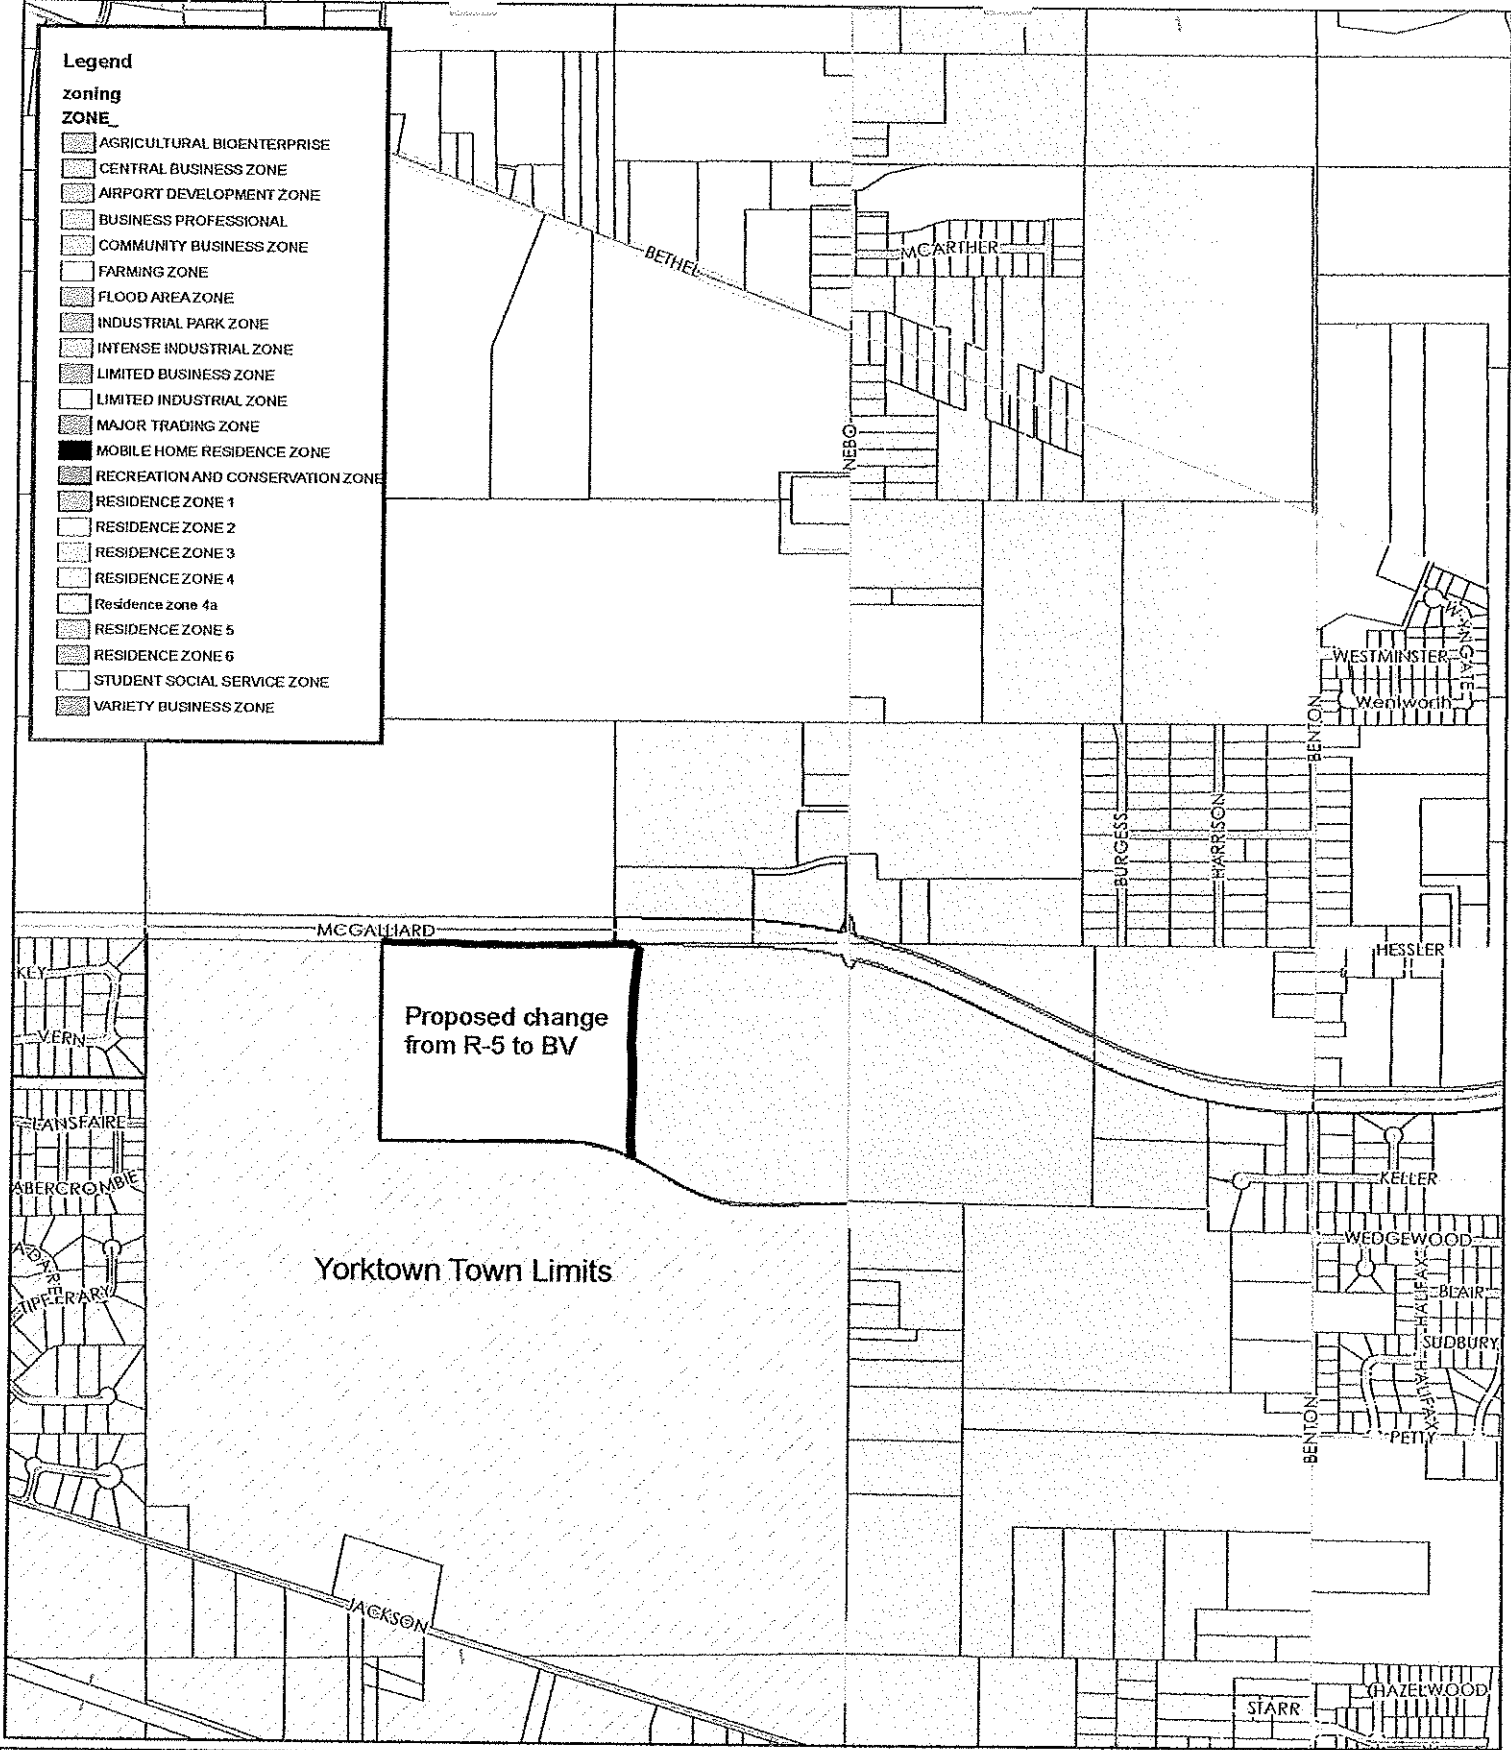 Legend
zoning
ZONE_
AGRICULTURAL BIOENTERPRISE
CENTRAL BUSINESS ZONE
AIRPORT DEVELOPMENT ZONE
BUSINESS PROFESSIONAL
COMMUNITY BUSINESS ZONE
FARMING ZONE
FLOOD AREA ZONE
INDUSTRIAL PARK ZONE
INTENSE INDUSTRIAL ZONE
LIMITED BUSINESS ZONE
LIMITED INDUSTRIAL ZONE
MAJOR TRADING ZONE
MOBILE HOME RESIDENCE ZONE
RECREATION AND CONSERVATION ZONE
RESIDENCE ZONE 1
RESIDENCE ZONE 2
RESIDENCE ZONE 3
RESIDENCE ZONE 4
Residence zone 4a
RESIDENCE ZONE 5
RESIDENCE ZONE 6
STUDENT SOCIAL SERVICE ZONE
VARIETY BUSINESS ZONE
BETHEL
MCARTHER
NEBO
WYNGATE
WESTMINSTER
Wentworth
BENTON
BURGESS
HARRISON
MCGALLIARD
HESSLER
KEY
VERN
Proposed change
from R-5 to BV
LANSFAIRE
ABERCROMBIE
KELLER
WEDGEWOOD
ADARE
TIPPERARY
Yorktown Town Limits
HALIFAX
BLAIR
SUDBURY
HALIFAX
BENTON
PETTY
JACKSON
HAZELWOOD
STARR